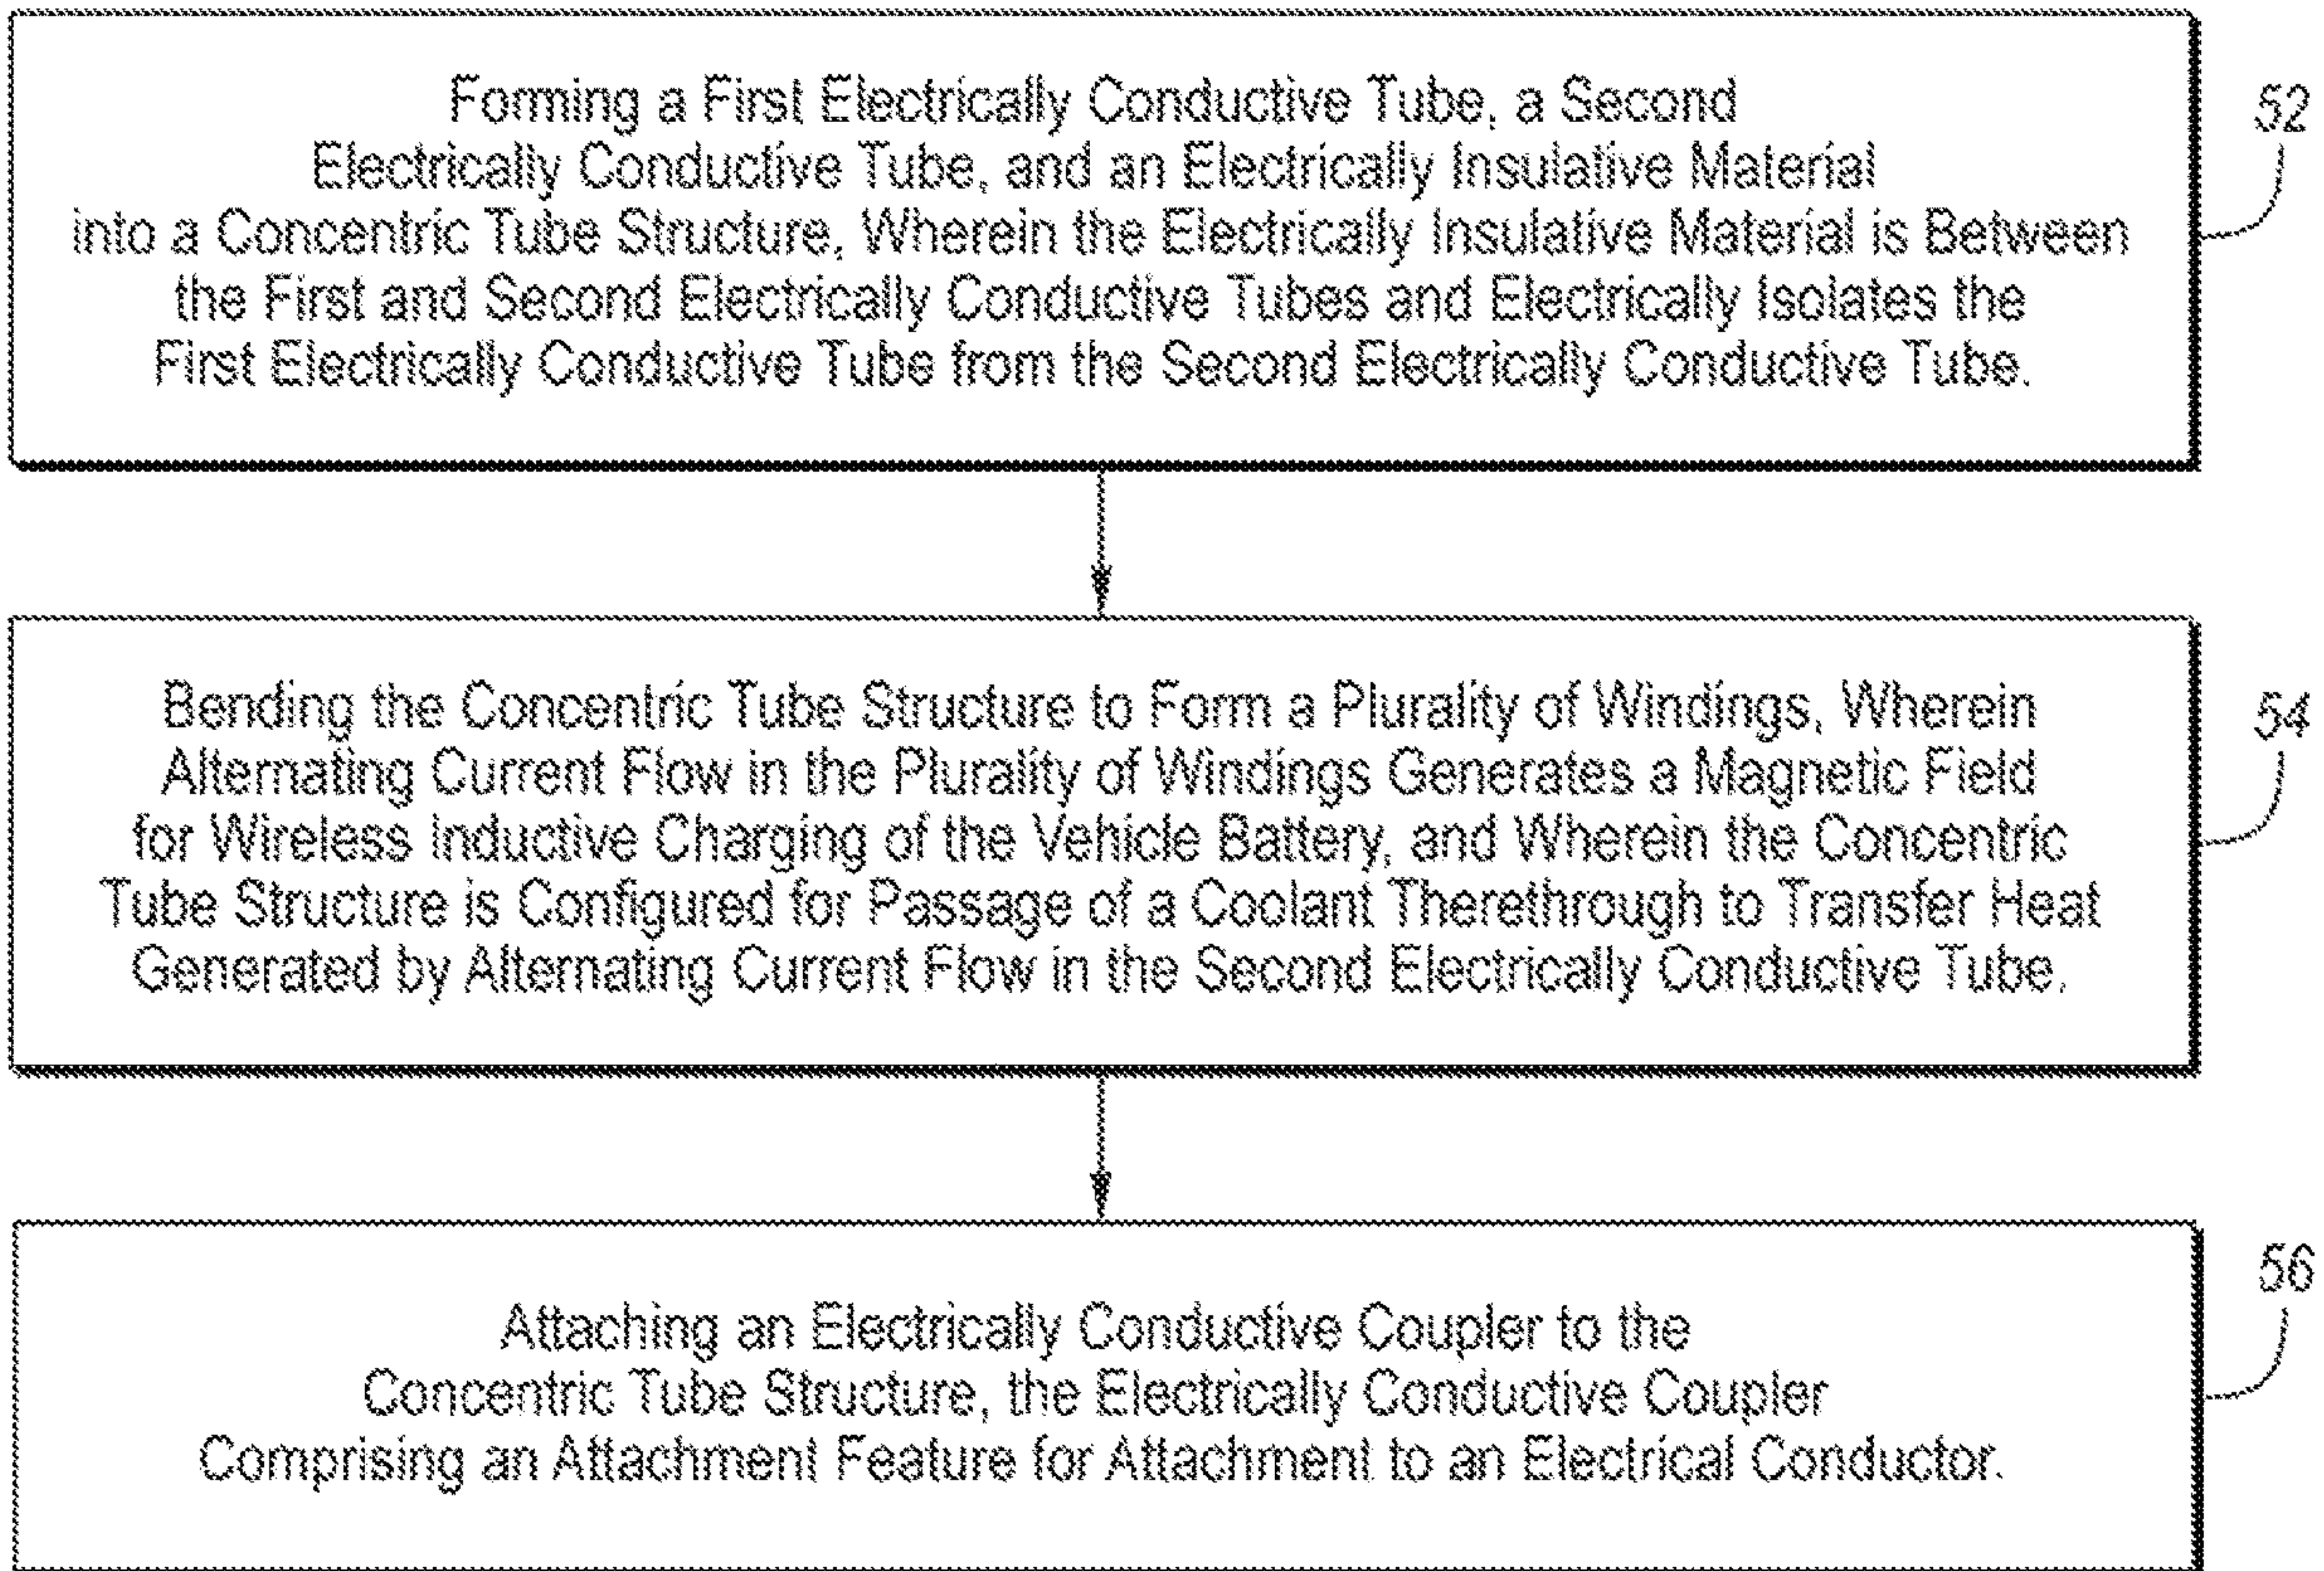 Forming a First Electrically Conductive Tube, a Second
Electrically Conductive Tube, and an Electrically Insulative Material
into a Concentric Tube Structure, Wherein the Electrically Insulative Material is Between
the First and Second Electrically Conductive Tubes and Electrically Isolates the
First Electrically Conductive Tube from the Second Electrically Conductive Tube.
52
Bending the Concentric Tube Structure to Form a Plurality of Windings, Wherein
Alternating Current Flow in the Plurality of Windings Generates a Magnetic Field
for Wireless Inductive Charging of the Vehicle Battery, and Wherein the Concentric
Tube Structure is Configured for Passage of a Coolant Therethrough to Transfer Heat
Generated by Alternating Current Flow in the Second Electrically Conductive Tube.
54
Attaching an Electrically Conductive Coupler to the
Concentric Tube Structure, the Electrically Conductive Coupler
Comprising an Attachment Feature for Attachment to an Electrical Conductor.
56